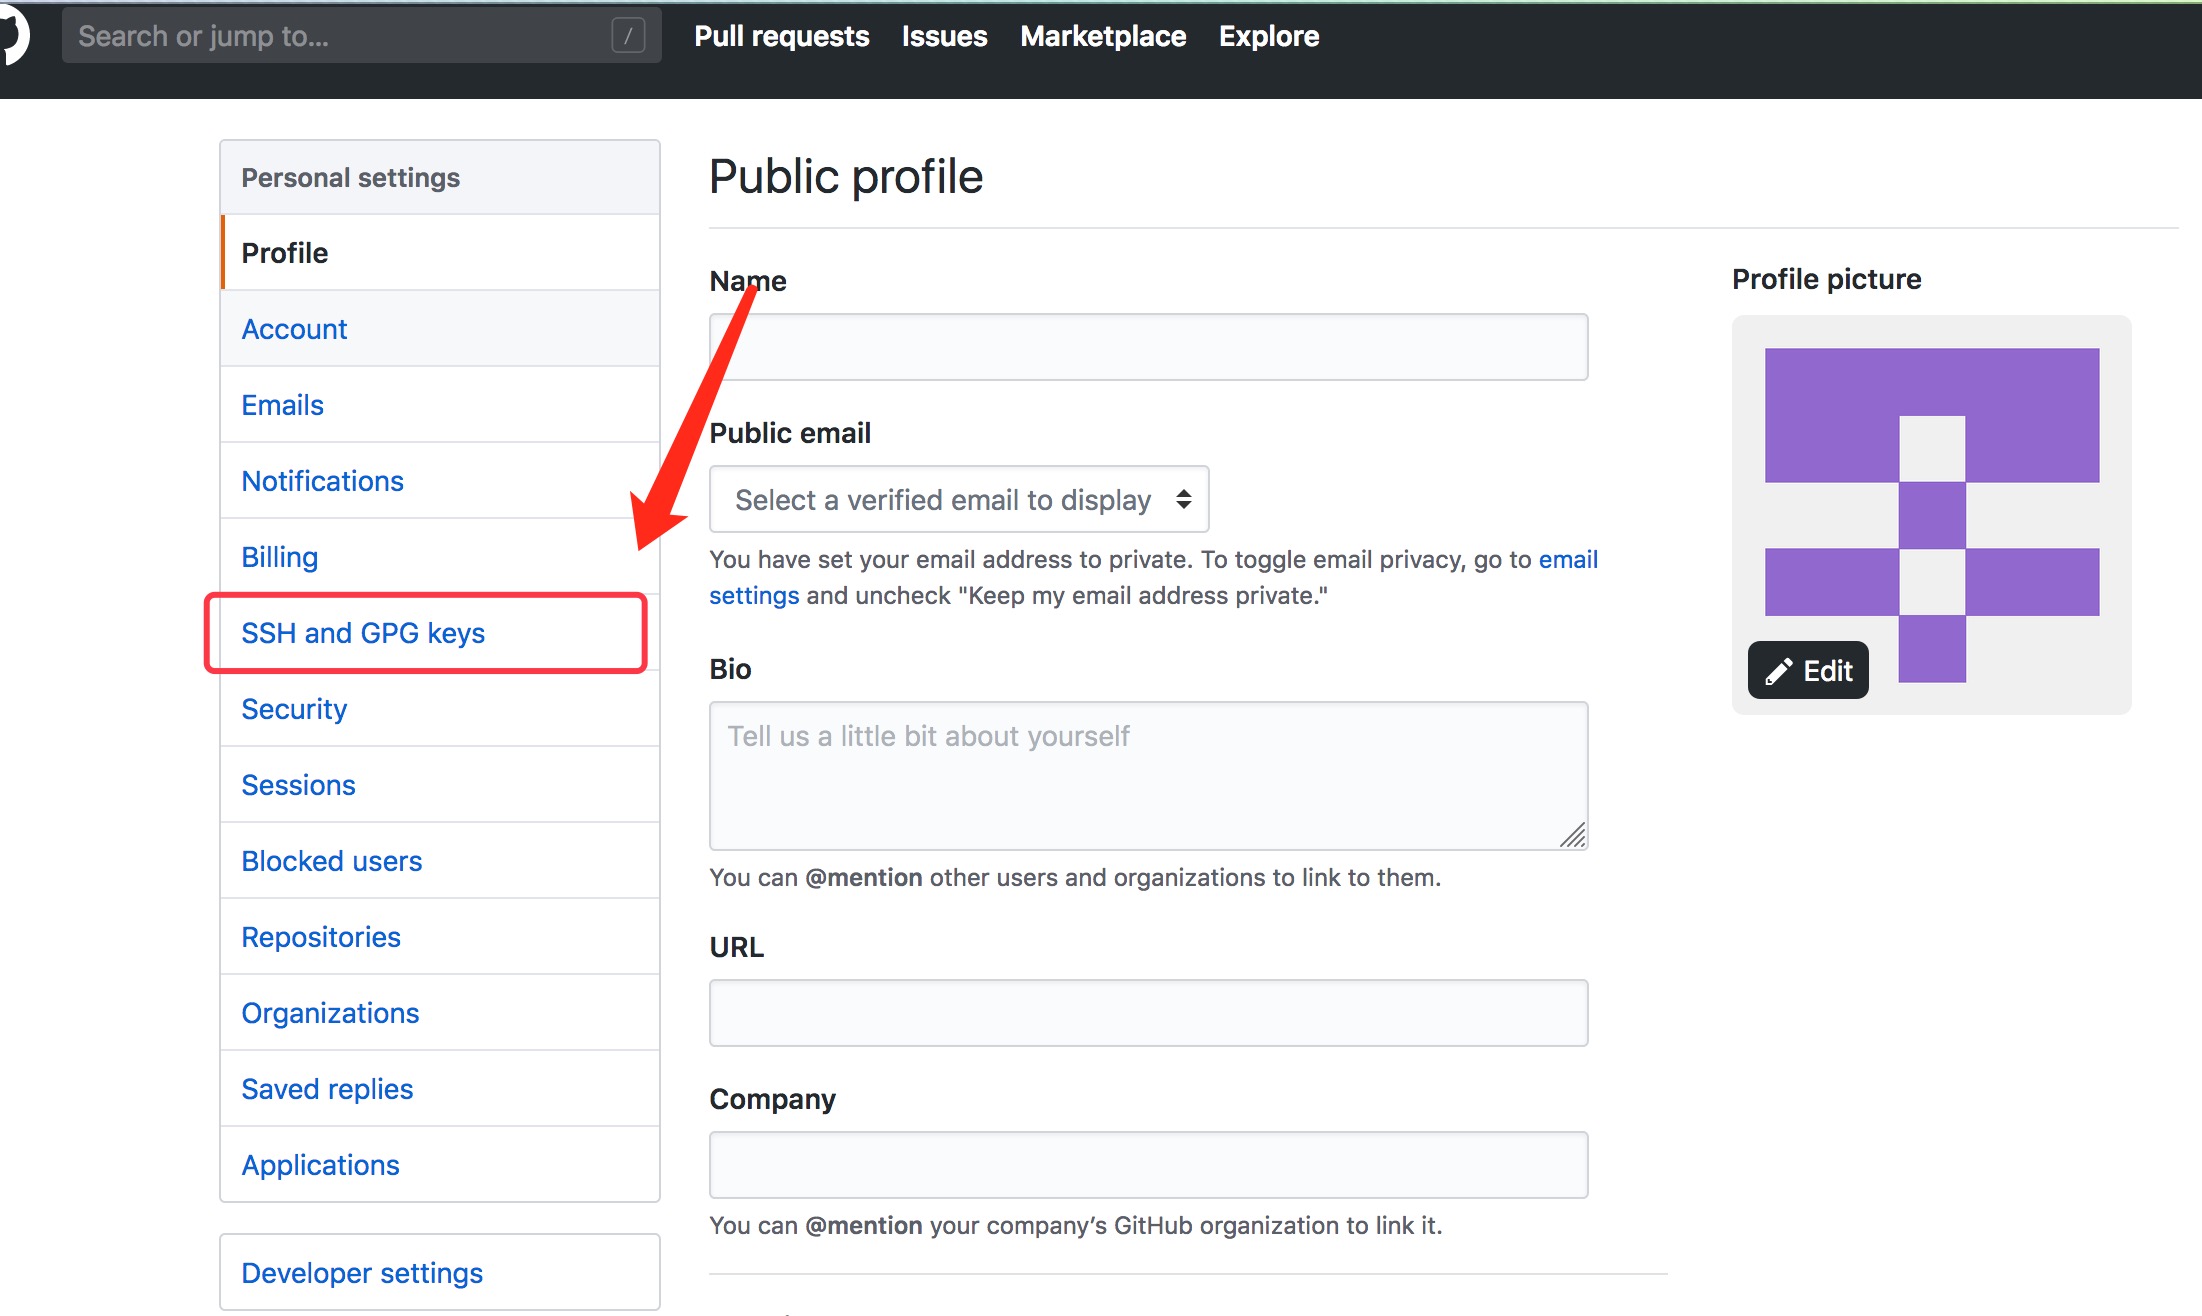 Search or jump to...
/
Pull requests
Issues
Marketplace
Explore
Personal settings
Profile
Account
Emails
Notifications
Billing
SSH and GPG keys
Security
Sessions
Blocked users
Repositories
Organizations
Saved replies
Applications
Developer settings
Public profile
Name
Public email
Select a verified email to display
You have set your email address to private. To toggle email privacy, go to email
settings and uncheck "Keep my email address private."
Bio
Tell us a little bit about yourself
You can @mention other users and organizations to link to them.
URL
Company
You can @mention your company’s GitHub organization to link it.
Profile picture
Edit